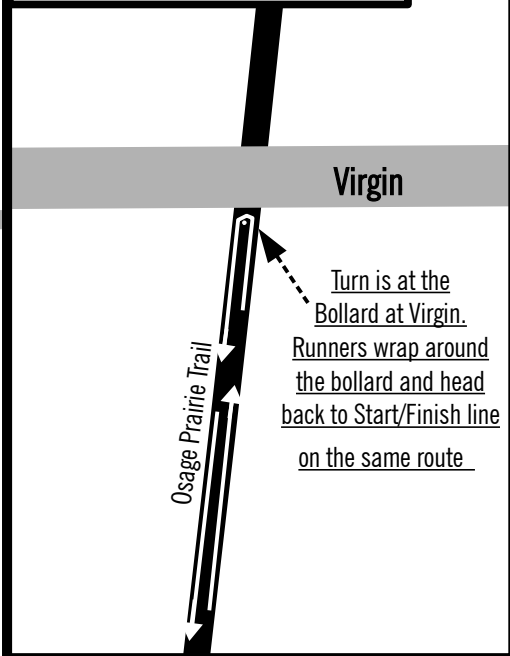 Virgin
Turn is at the
Bollard at Virgin.
Runners wrap around
the bollard and head
back to Start/Finish line
on the same route
Osage Prairie Trail